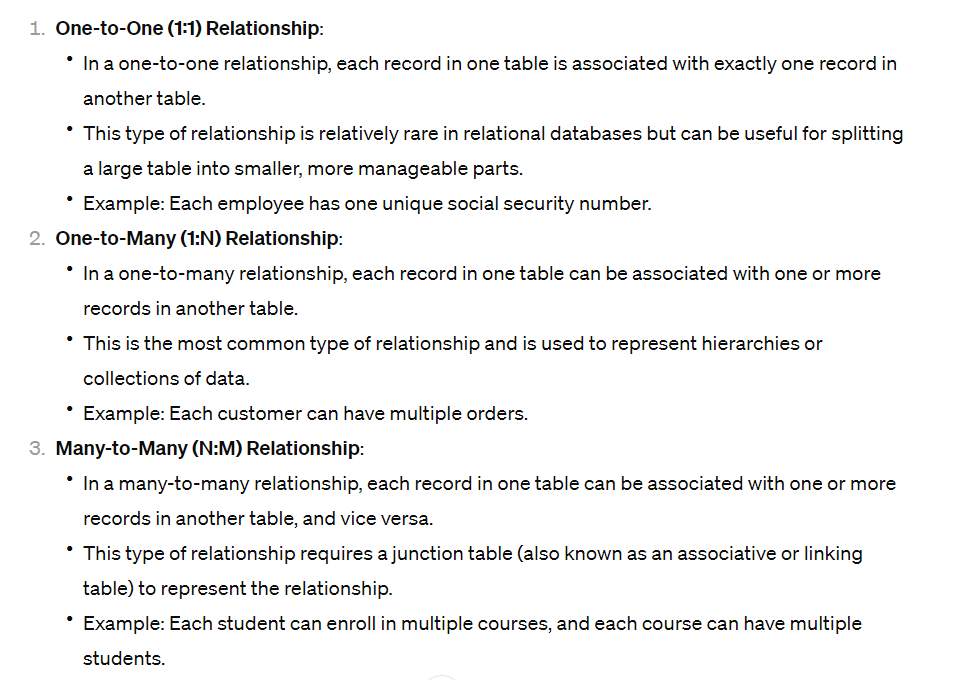 1. One-to-One (1:1) Relationship:
• In a one-to-one relationship, each record in one table is associated with exactly one record in
another table.
• This type of relationship is relatively rare in relational databases but can be useful for splitting
a large table into smaller, more manageable parts.
• Example: Each employee has one unique social security number.
2. One-to-Many (1:N) Relationship:
• In a one-to-many relationship, each record in one table can be associated with one or more
records in another table.
• This is the most common type of relationship and is used to represent hierarchies or
collections of data.
• Example: Each customer can have multiple orders.
3. Many-to-Many (N:M) Relationship:
• In a many-to-many relationship, each record in one table can be associated with one or more
records in another table, and vice versa.
• This type of relationship requires a junction table (also known as an associative or linking
table) to represent the relationship.
• Example: Each student can enroll in multiple courses, and each course can have multiple
students.